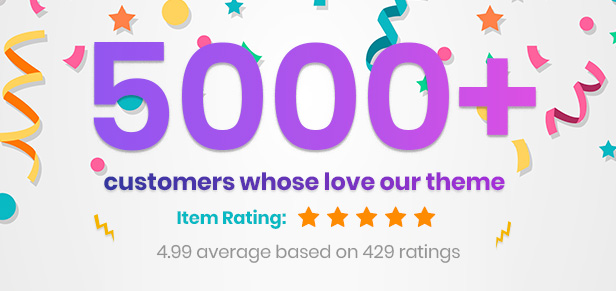 5000+
customers whose love our theme
Item Rating:
4.99 average based on 429 ratings